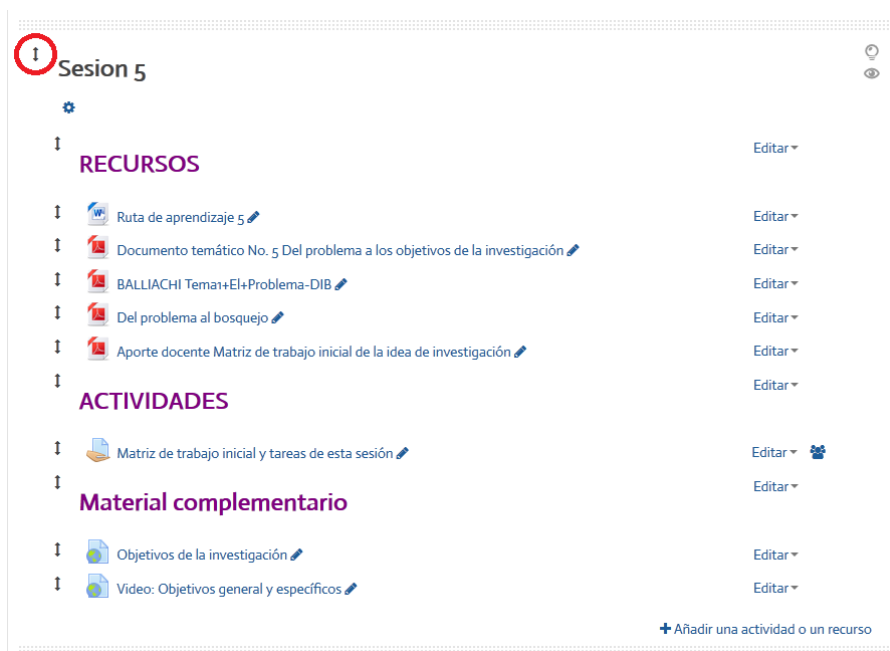 Sesion 5
RECURSOS
Editar
Ruta de aprendizaje 5
Editar
Documento temático No. 5 Del problema a los objetivos de la investigación
Editar
BALLIACHI Tema1+El+Problema-DIB
Editar
Del problema al bosquejo
Editar
Aporte docente Matriz de trabajo inicial de la idea de investigación
Editar
ACTIVIDADES
Editar
Matriz de trabajo inicial y tareas de esta sesión
Editar
Material complementario
Editar
Objetivos de la investigación
Editar
Video: Objetivos general y específicos
Editar
Añadir una actividad o un recurso